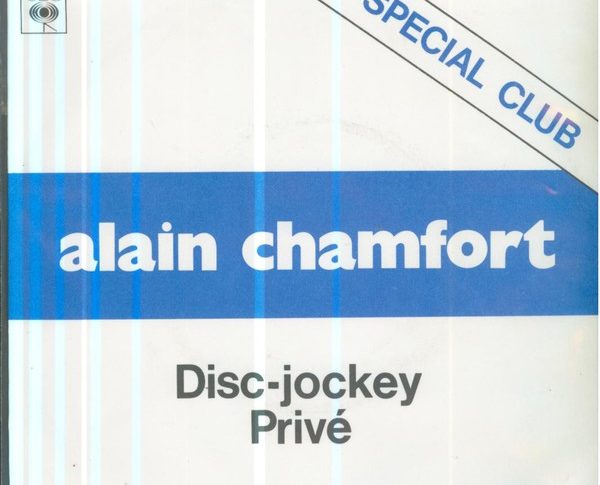 SPECIAL CLUB
alain chamfort
Disc-jockey
Privé